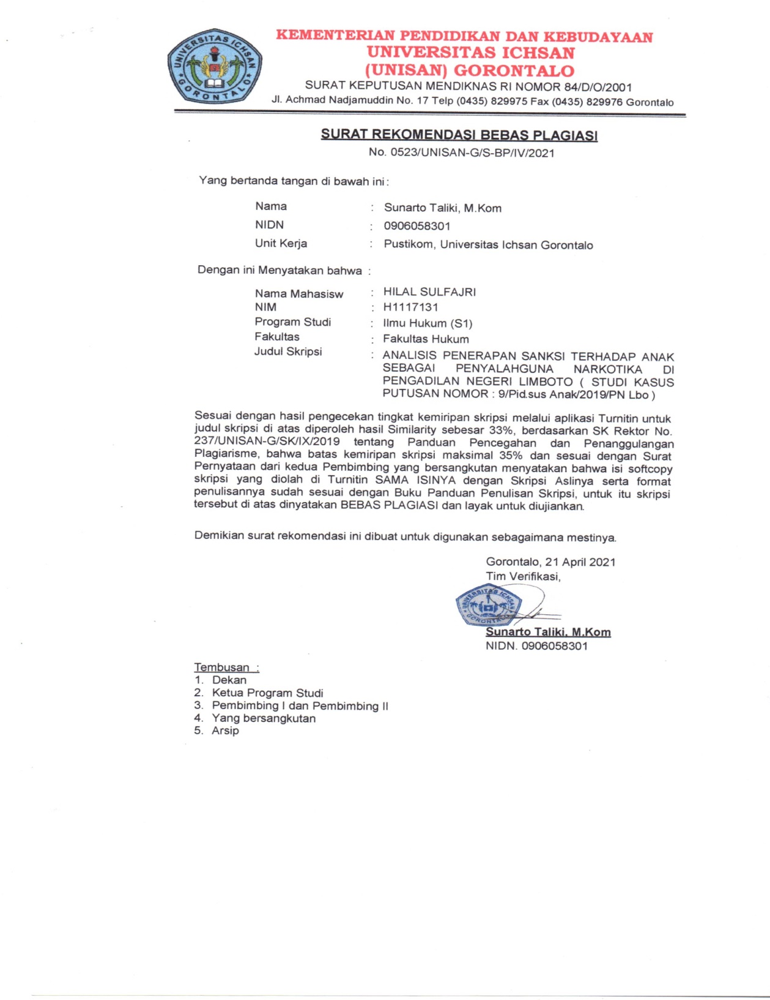 KEMENTERIAN PENDIDIKAN DAN KEBUDAYAAN
UNIVERSITAS ICHSAN
(UNISAN) GORONTALO
SURAT KEPUTUSAN MENDIKNAS RI NOMOR 84/D/O/2001
Jl. Achmad Nadjamuddin No. 17 Telp (0435) 829975 Fax (0435) 829976 Gorontalo
UNIVERSITAS ICHSAN
GORONTALO
SURAT REKOMENDASI BEBAS PLAGIASI
No. 0523/UNISAN-G/S-BP/IV/2021
Yang bertanda tangan di bawah ini :
Nama : Sunarto Taliki, M.Kom
NIDN : 0906058301
Unit Kerja : Pustikom, Universitas Ichsan Gorontalo
Dengan ini Menyatakan bahwa :
Nama Mahasisw : HILAL SULFAJRI
NIM : H1117131
Program Studi : Ilmu Hukum (S1)
Fakultas : Fakultas Hukum
Judul Skripsi : ANALISIS PENERAPAN SANKSI TERHADAP ANAK
SEBAGAI PENYALAHGUNA NARKOTIKA DI
PENGADILAN NEGERI LIMBOTO ( STUDI KASUS
PUTUSAN NOMOR : 9/Pid.sus Anak/2019/PN Lbo )
Sesuai dengan hasil pengecekan tingkat kemiripan skripsi melalui aplikasi Turnitin untuk
judul skripsi di atas diperoleh hasil Similarity sebesar 33%, berdasarkan SK Rektor No.
237/UNISAN-G/SK/IX/2019 tentang Panduan Pencegahan dan Penanggulangan
Plagiarisme, bahwa batas kemiripan skripsi maksimal 35% dan sesuai dengan Surat
Pernyataan dari kedua Pembimbing yang bersangkutan menyatakan bahwa isi softcopy
skripsi yang diolah di Turnitin SAMA ISINYA dengan Skripsi Aslinya serta format
penulisannya sudah sesuai dengan Buku Panduan Penulisan Skripsi, untuk itu skripsi
tersebut di atas dinyatakan BEBAS PLAGIASI dan layak untuk diujiankan.
Demikian surat rekomendasi ini dibuat untuk digunakan sebagaimana mestinya.
Gorontalo, 21 April 2021
Tim Verifikasi,
UNIVERSITAS ICHSAN
GORONTALO
Sunarto Taliki, M.Kom
NIDN. 0906058301
Tembusan :
1. Dekan
2. Ketua Program Studi
3. Pembimbing I dan Pembimbing II
4. Yang bersangkutan
5. Arsip